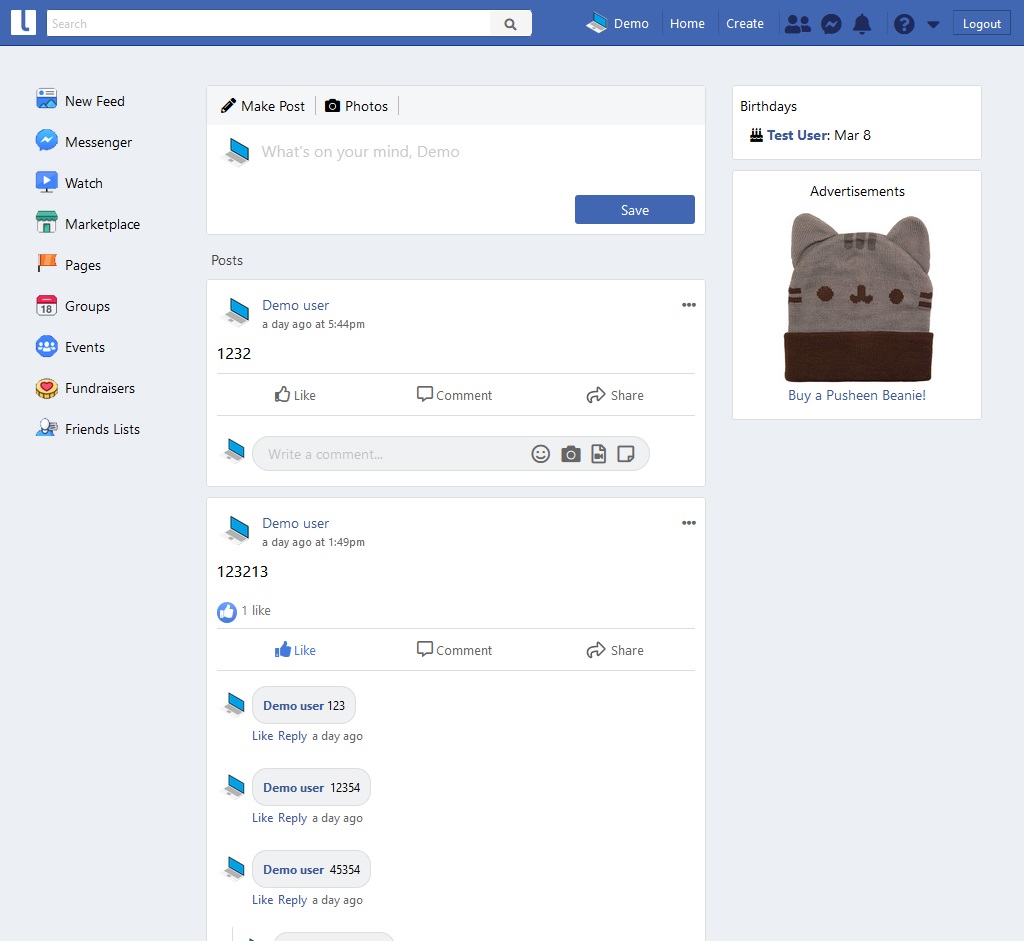 Search
Demo
Home
Create
Logout
New Feed
Messenger
Watch
Marketplace
Pages
18
Groups
Events
Fundraisers
Friends Lists
Make Post
Photos
What's on your mind, Demo
Save
Posts
Demo user
a day ago at 5:44pm
1232
Like
Comment
Share
Write a comment...
Demo user
a day ago at 1:49pm
123213
1 like
Like
Comment
Share
Demo user 123
Like Reply a day ago
Demo user 12354
Like Reply a day ago
Demo user 45354
Like Reply a day ago
Birthdays
Test User: Mar 8
Advertisements
Buy a Pusheen Beanie!